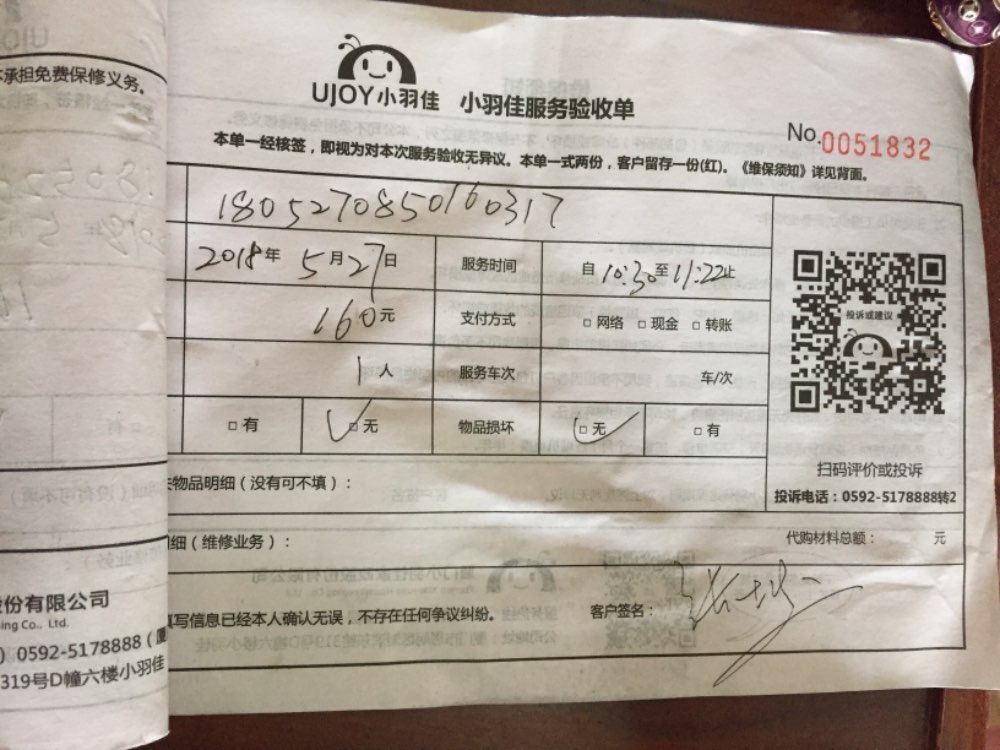 承担免费保修义务。
UJOY小羽佳 小羽佳服务验收单
No.0051832
本单一经核签，即视为对本次服务验收无异议。本单一式两份，客户留存一份(红)。《维保须知》详见背面。
180527085010317
2018年 5月27日 服务时间 自10:30至11:22止
160元 支付方式 □网络 □现金 □转账
投诉或建议
1人 服务车次 车/次
□有 □无 物品损坏 □无 □有
扫码评价或投诉
物品明细（没有可不填）：
投诉电话：0592-5178888转2
细（维修业务）： 代购材料总额： 元
写信息已经本人确认无误，不存在任何争议纠纷。 客户签名：
份有限公司
ing Co., Ltd.
) 0592-5178888（厦
319号D幢六楼小羽佳